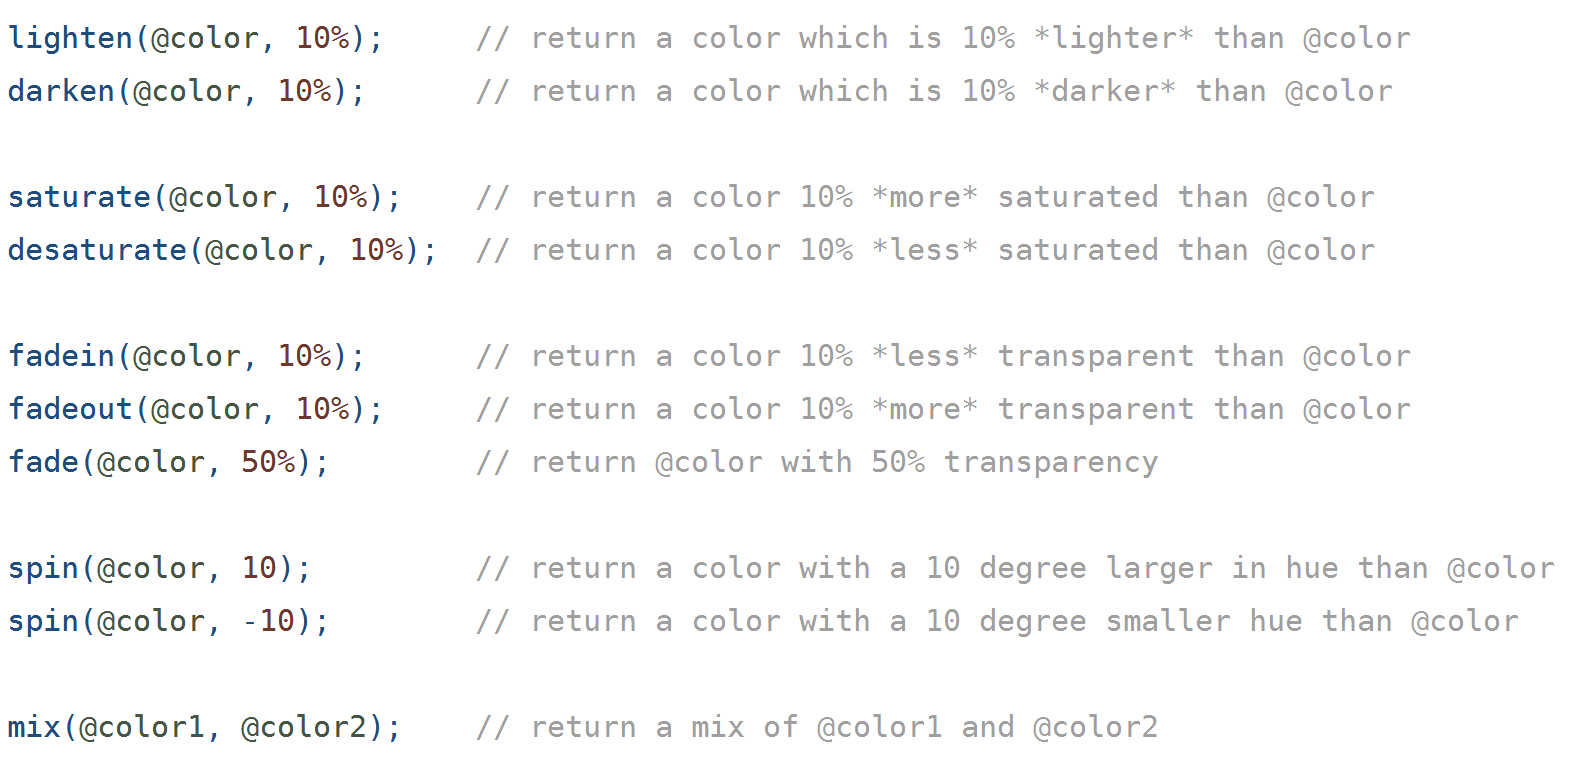 lighten(@color, 10%);     // return a color which is 10% *lighter* than @color
darken(@color, 10%);      // return a color which is 10% *darker* than @color
saturate(@color, 10%);    // return a color 10% *more* saturated than @color
desaturate(@color, 10%);  // return a color 10% *less* saturated than @color
fadein(@color, 10%);      // return a color 10% *less* transparent than @color
fadeout(@color, 10%);     // return a color 10% *more* transparent than @color
fade(@color, 50%);        // return @color with 50% transparency
spin(@color, 10);         // return a color with a 10 degree larger in hue than @color
spin(@color, -10);        // return a color with a 10 degree smaller hue than @color
mix(@color1, @color2);    // return a mix of @color1 and @color2